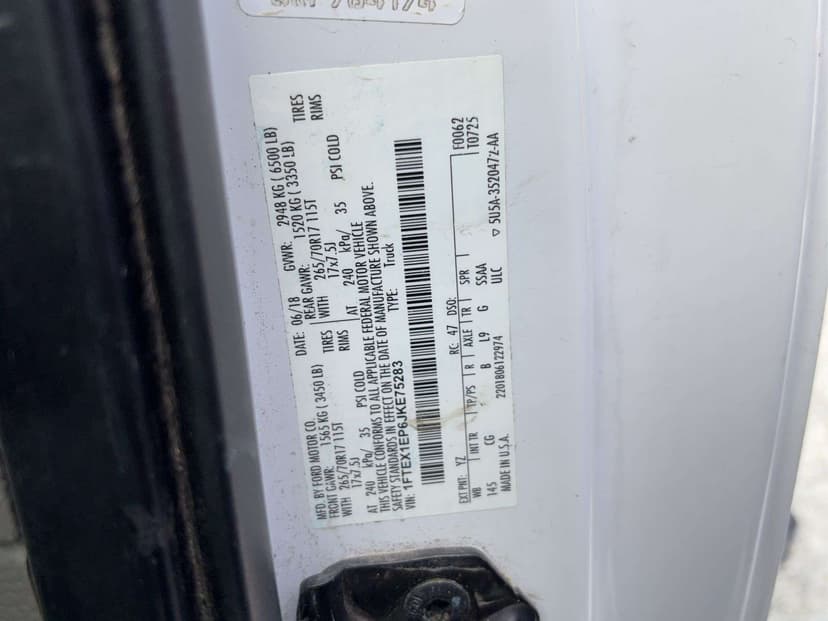 MFD. BY FORD MOTOR CO.
DATE: 06/18 GVWR: 2948 KG ( 6500 LB)
FRONT GAWR: 1565 KG ( 3450 LB) REAR GAWR: 1520 KG ( 3350 LB)
WITH 265/70R17 115T TIRES WITH 265/70R17 115T TIRES
17x7.5J RIMS 17x7.5J RIMS
AT 240 kPa/ 35 PSI COLD AT 240 kPa/ 35 PSI COLD
THIS VEHICLE CONFORMS TO ALL APPLICABLE FEDERAL MOTOR VEHICLE
SAFETY STANDARDS IN EFFECT ON THE DATE OF MANUFACTURE SHOWN ABOVE.
VIN: 1FTEX1EP6JKE75283 TYPE: Truck
F0062
EXT PNT: YZ RC: 47 DSO: T0725
WB INT TR TP/PS R AXLE TR SPR
145 CG B L9 G SSAA
MADE IN U.S.A. 2201806122974 ULC ▽ 5U5A-3520472-AA